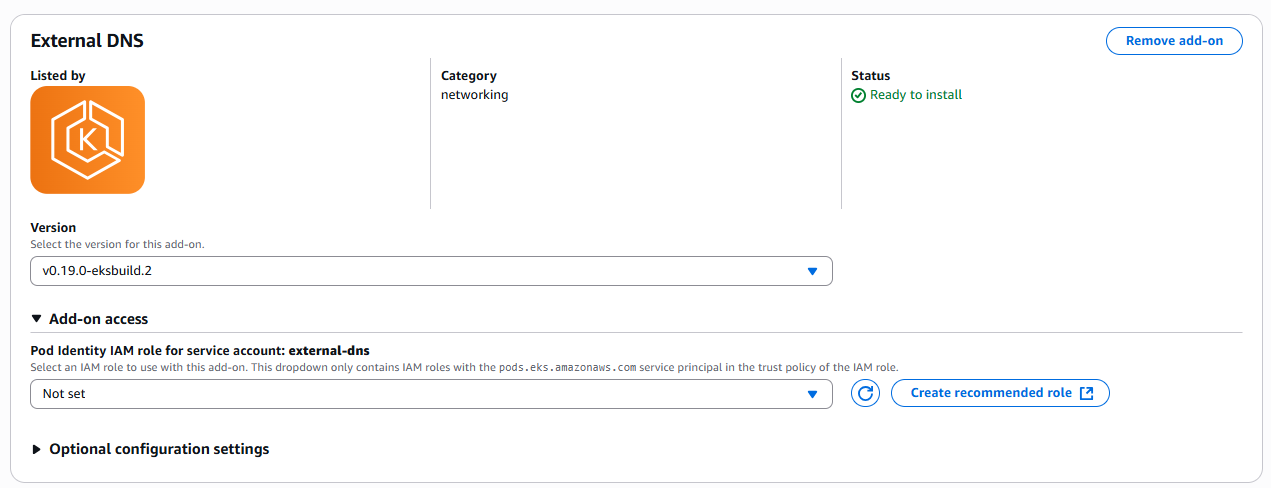 External DNS
Remove add-on
Listed by
Category
Status
networking
Ready to install
K
Version
Select the version for this add-on.
v0.19.0-eksbuild.2
Add-on access
Pod Identity IAM role for service account: external-dns
Select an IAM role to use with this add-on. This dropdown only contains IAM roles with the pods.eks.amazonaws.com service principal in the trust policy of the IAM role.
Not set
Create recommended role
Optional configuration settings